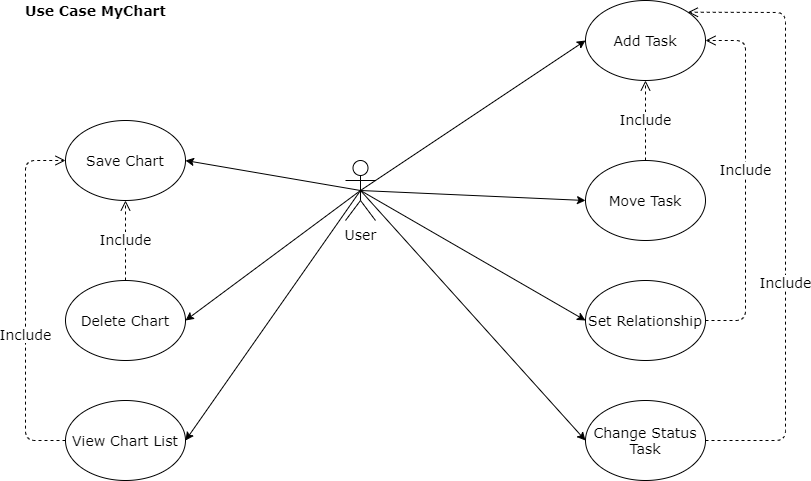 Use Case MyChart
Add Task
Include
Save Chart
Include
Move Task
User
Include
Include
Delete Chart
Set Relationship
Include
View Chart List
Change Status
Task